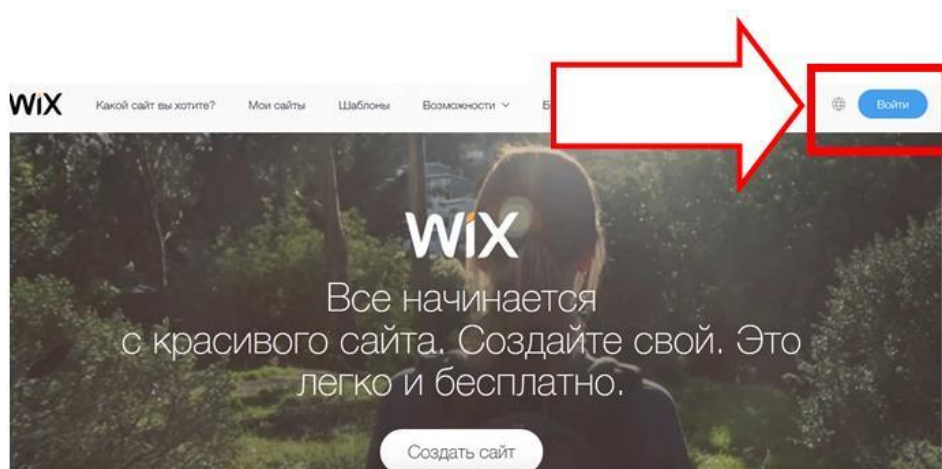 WiX Какой сайт вы хотите? Мои сайты Шаблоны Возможности Войти
WiX
Все начинается
с красивого сайта. Создайте свой. Это
легко и бесплатно.
Создать сайт